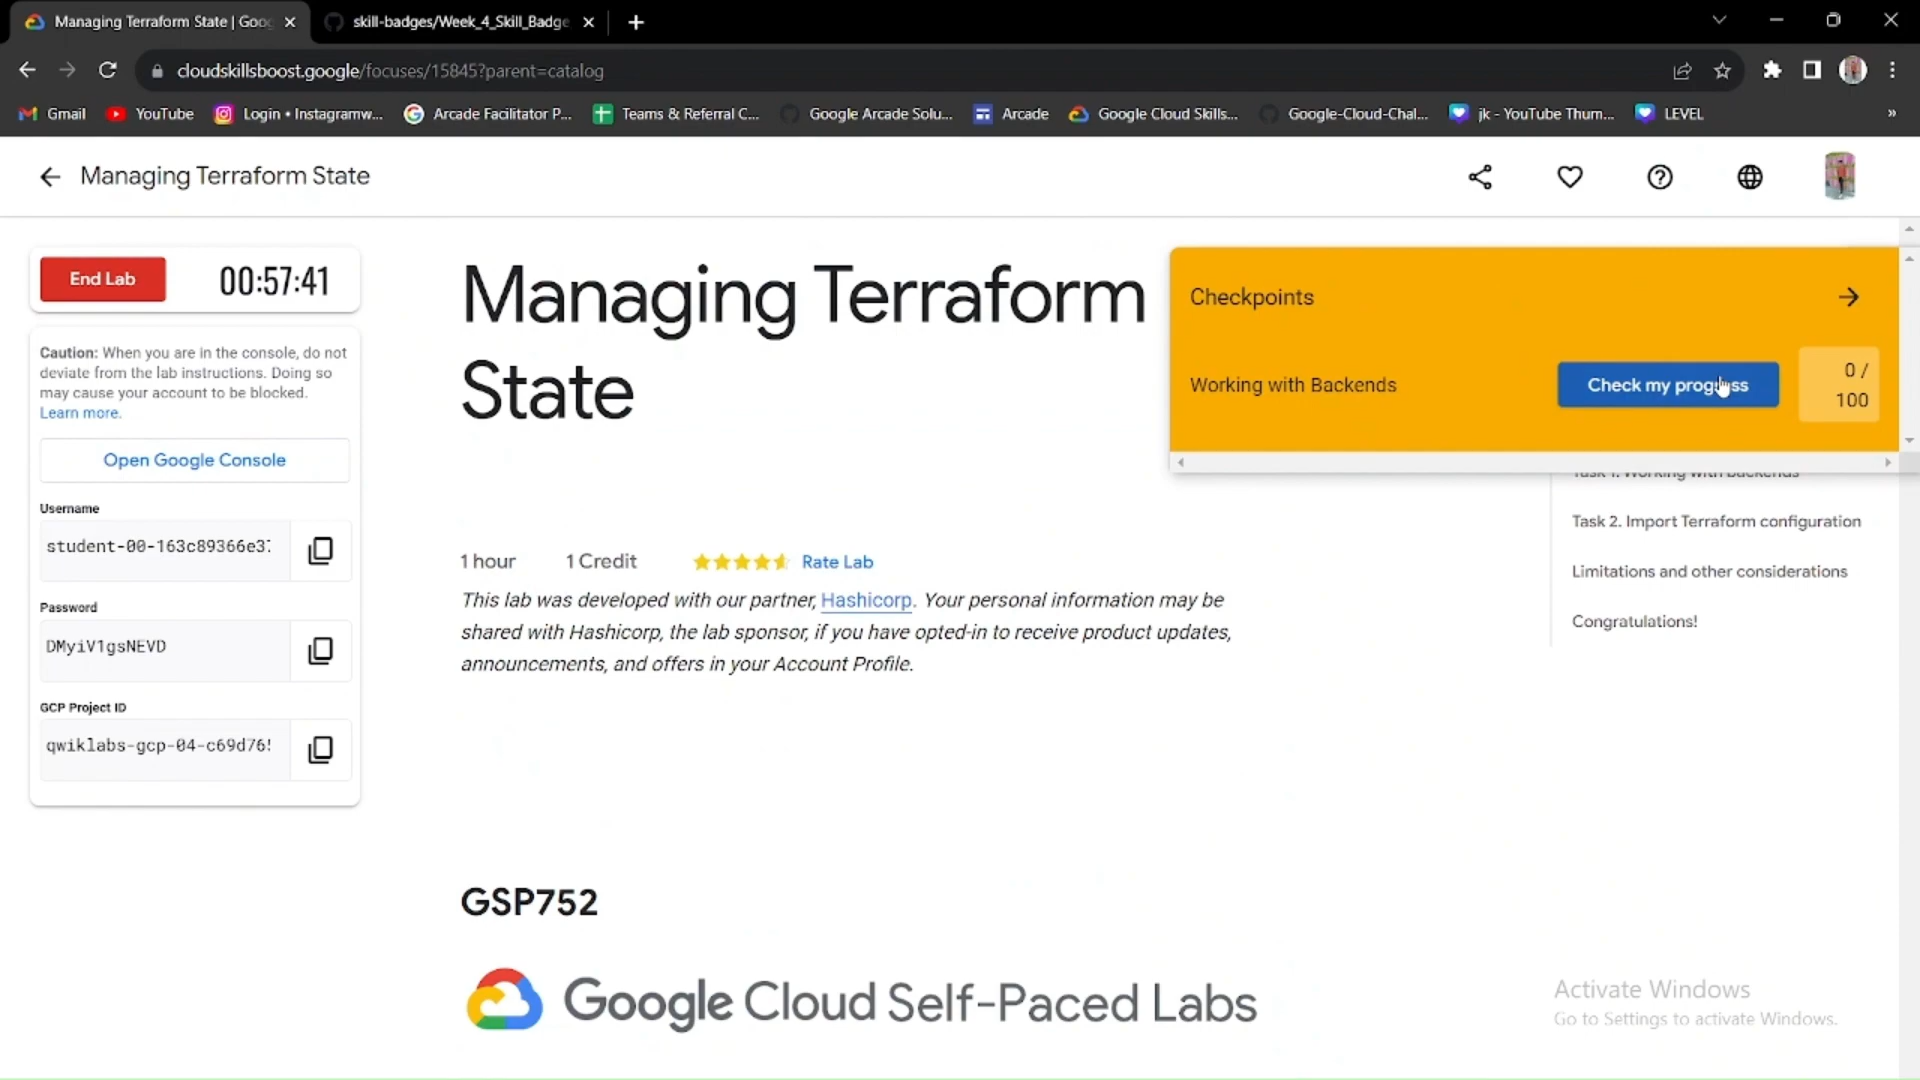 Managing Terraform State | Goog
skill-badges/Week_4_Skill_Badge
cloudskillsboost.google/focuses/15845?parent=catalog
Gmail
YouTube
Login • Instagramw...
Arcade Facilitator P...
Teams & Referral C...
Google Arcade Solu...
Arcade
Google Cloud Skills...
Google-Cloud-Chal...
jk - YouTube Thum...
LEVEL
»
Managing Terraform State
End Lab
00:57:41
Caution: When you are in the console, do not
deviate from the lab instructions. Doing so
may cause your account to be blocked.
Learn more.
Open Google Console
Username
student-00-163c89366e37
Password
DMyiV1gsNEVD
GCP Project ID
qwiklabs-gcp-04-c69d765
Managing Terraform
State
Checkpoints
Working with Backends
Check my progress
0 /
100
Task 1. Working with Backends
Task 2. Import Terraform configuration
Limitations and other considerations
Congratulations!
1 hour
1 Credit
Rate Lab
This lab was developed with our partner, Hashicorp. Your personal information may be
shared with Hashicorp, the lab sponsor, if you have opted-in to receive product updates,
announcements, and offers in your Account Profile.
GSP752
Google Cloud Self-Paced Labs
Activate Windows
Go to Settings to activate Windows.